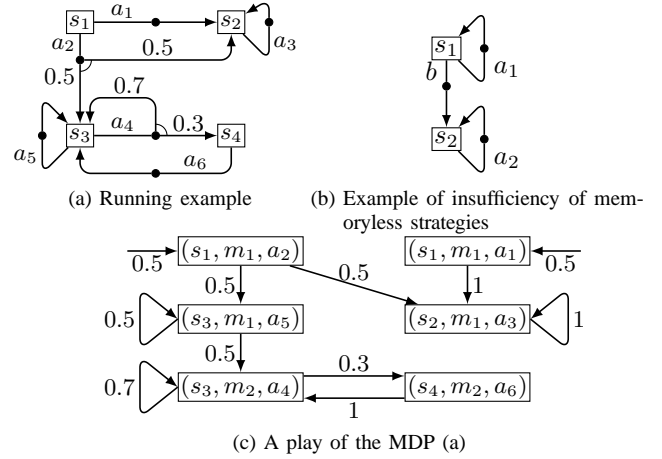 s1 a1 s2
a2 0.5 a3
0.5
0.7
s3 a4 0.3 s4
a5 a6
(a) Running example
s1
b a1
s2
a2
(b) Example of insufficiency of mem-
oryless strategies
0.5 (s1, m1, a2) (s1, m1, a1) 0.5
0.5 0.5 1
0.5 (s3, m1, a5) (s2, m1, a3) 1
0.5
0.7 (s3, m2, a4) 0.3 (s4, m2, a6)
1
(c) A play of the MDP (a)